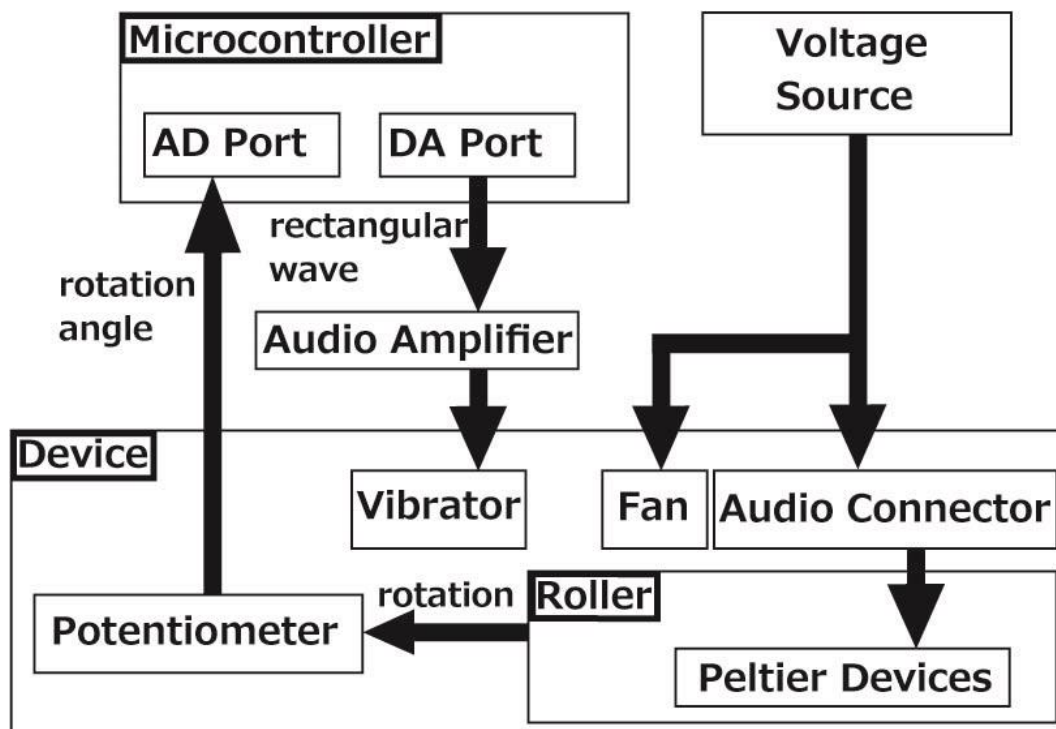 Microcontroller
Voltage
Source
AD Port
DA Port
rectangular
wave
rotation
angle
Audio Amplifier
Device
Vibrator
Fan
Audio Connector
rotation
Roller
Potentiometer
Peltier Devices